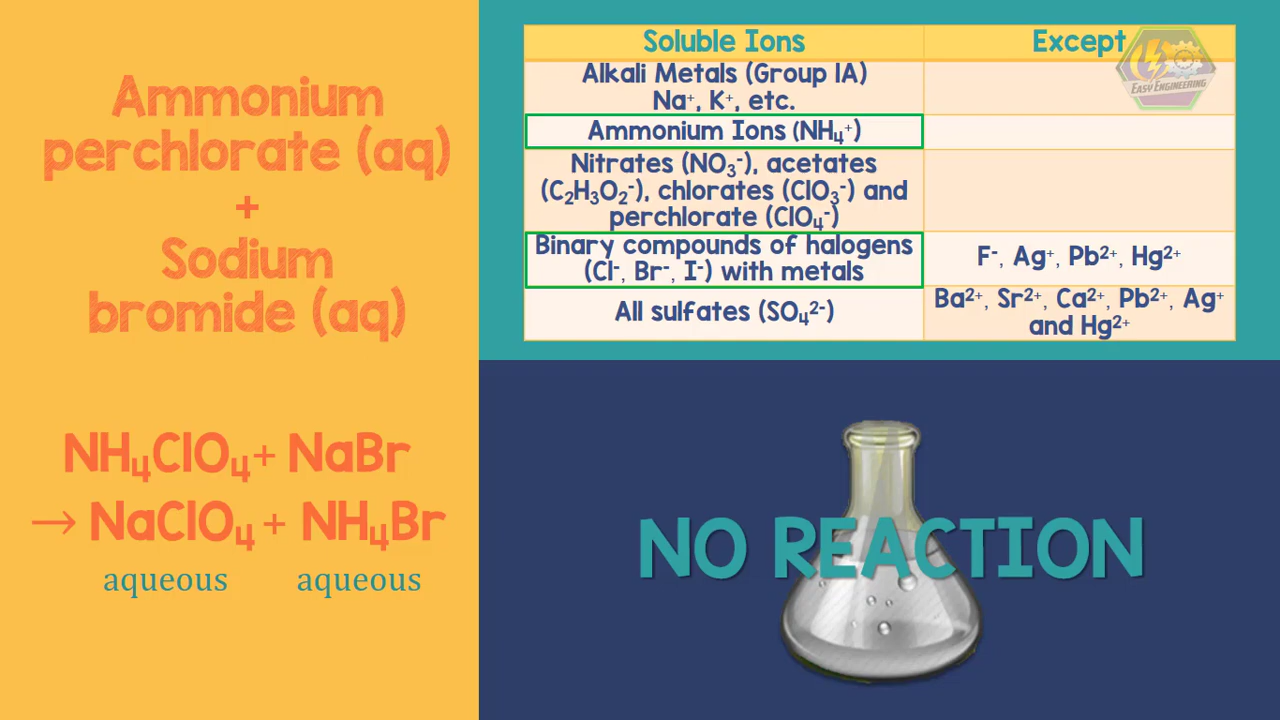 Ammonium
perchlorate (aq)
+
Sodium
bromide (aq)
NH₄ClO₄ + NaBr
→ NaClO₄ + NH₄Br
aqueous aqueous
Soluble Ions Except
Alkali Metals (Group 1A)
Na⁺, K⁺, etc.
Ammonium Ions (NH₄⁺)
Nitrates (NO₃⁻), acetates
(C₂H₃O₂⁻), chlorates (ClO₃⁻) and
perchlorate (ClO₄⁻)
Binary compounds of halogens
(Cl⁻, Br⁻, I⁻) with metals
F⁻, Ag⁺, Pb²⁺, Hg²⁺
All sulfates (SO₄²⁻)
Ba²⁺, Sr²⁺, Ca²⁺, Pb²⁺, Ag⁺
and Hg²⁺
EASY ENGINEERING
NO REACTION